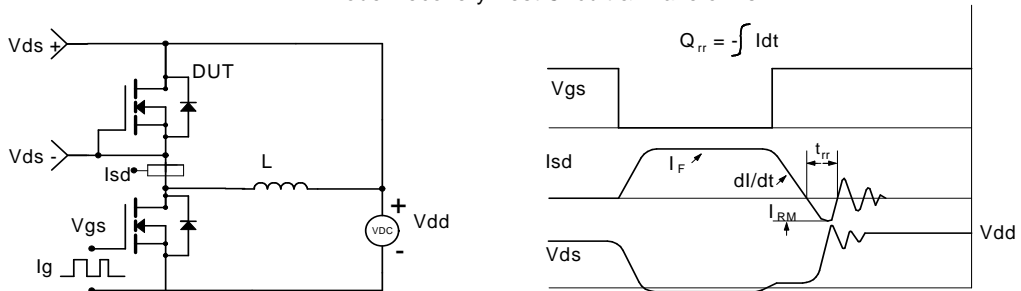 Vds +
DUT
Vds -
Isd
L
Vgs
Ig
+
VDC
-
Vdd
Q rr = - ∫ Idt
Vgs
Isd
I F
dI/dt
t rr
I RM
Vdd
Vds